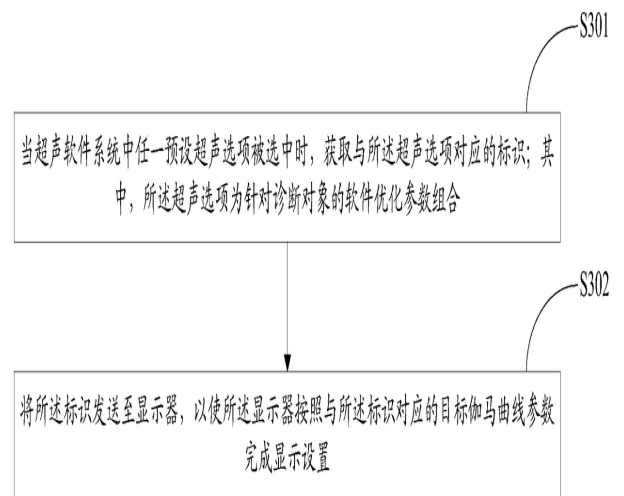 S301
当超声软件系统中任一预设超声选项被选中时，获取与所述超声选项对应的标识；其
中，所述超声选项为针对诊断对象的软件优化参数组合
S302
将所述标识发送至显示器，以使所述显示器按照与所述标识对应的目标伽马曲线参数
完成显示设置